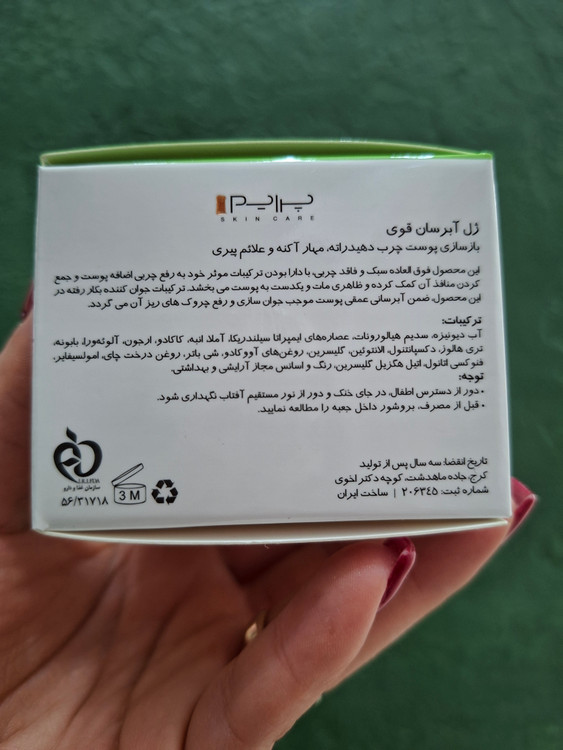 پرایم
SKIN CARE
ژل آبرسان قوی
بازسازی پوست چرب دهیدراته، مهار آکنه و علائم پیری
این محصول فوق العاده سبک و فاقد چربی، با دارا بودن ترکیبات موثر خود به رفع چربی اضافه پوست و جمع
کردن منافذ آن کمک کرده و ظاهری مات و یکدست به پوست می بخشد. ترکیبات جوان کننده بکار رفته در
این محصول، ضمن آبرسانی عمقی پوست موجب جوان سازی و رفع چروک های ریز آن می گردد.
ترکیبات:
آب دیونیزه، سدیم هیالورونات، عصاره‌های ایمپراتا سیلندریکا، آملا، انبه، کاکادو، ارجون، آلوئه‌ورا، بابونه،
تری هالوز، دکسپانتنول، الانتوئین، گلیسرین، روغن‌های آووکادو، شی باتر، روغن درخت چای، امولسیفایر،
فنوکسی اتانول، اتیل هگزیل گلیسرین، رنگ و اسانس مجاز آرایشی و بهداشتی.
توجه:
• دور از دسترس اطفال، در جای خنک و دور از نور مستقیم آفتاب نگهداری شود.
• قبل از مصرف، بروشور داخل جعبه را مطالعه نمایید.
تاریخ انقضا: سه سال پس از تولید
کرج، جاده ماهدشت، کوچه دکتر اخوی
شماره ثبت: ۲۰۶۳۴۵ | ساخت ایران
I.R.I.FDA
سازمان غذا و دارو
۵۶/۳۱۷۱۸
3 M